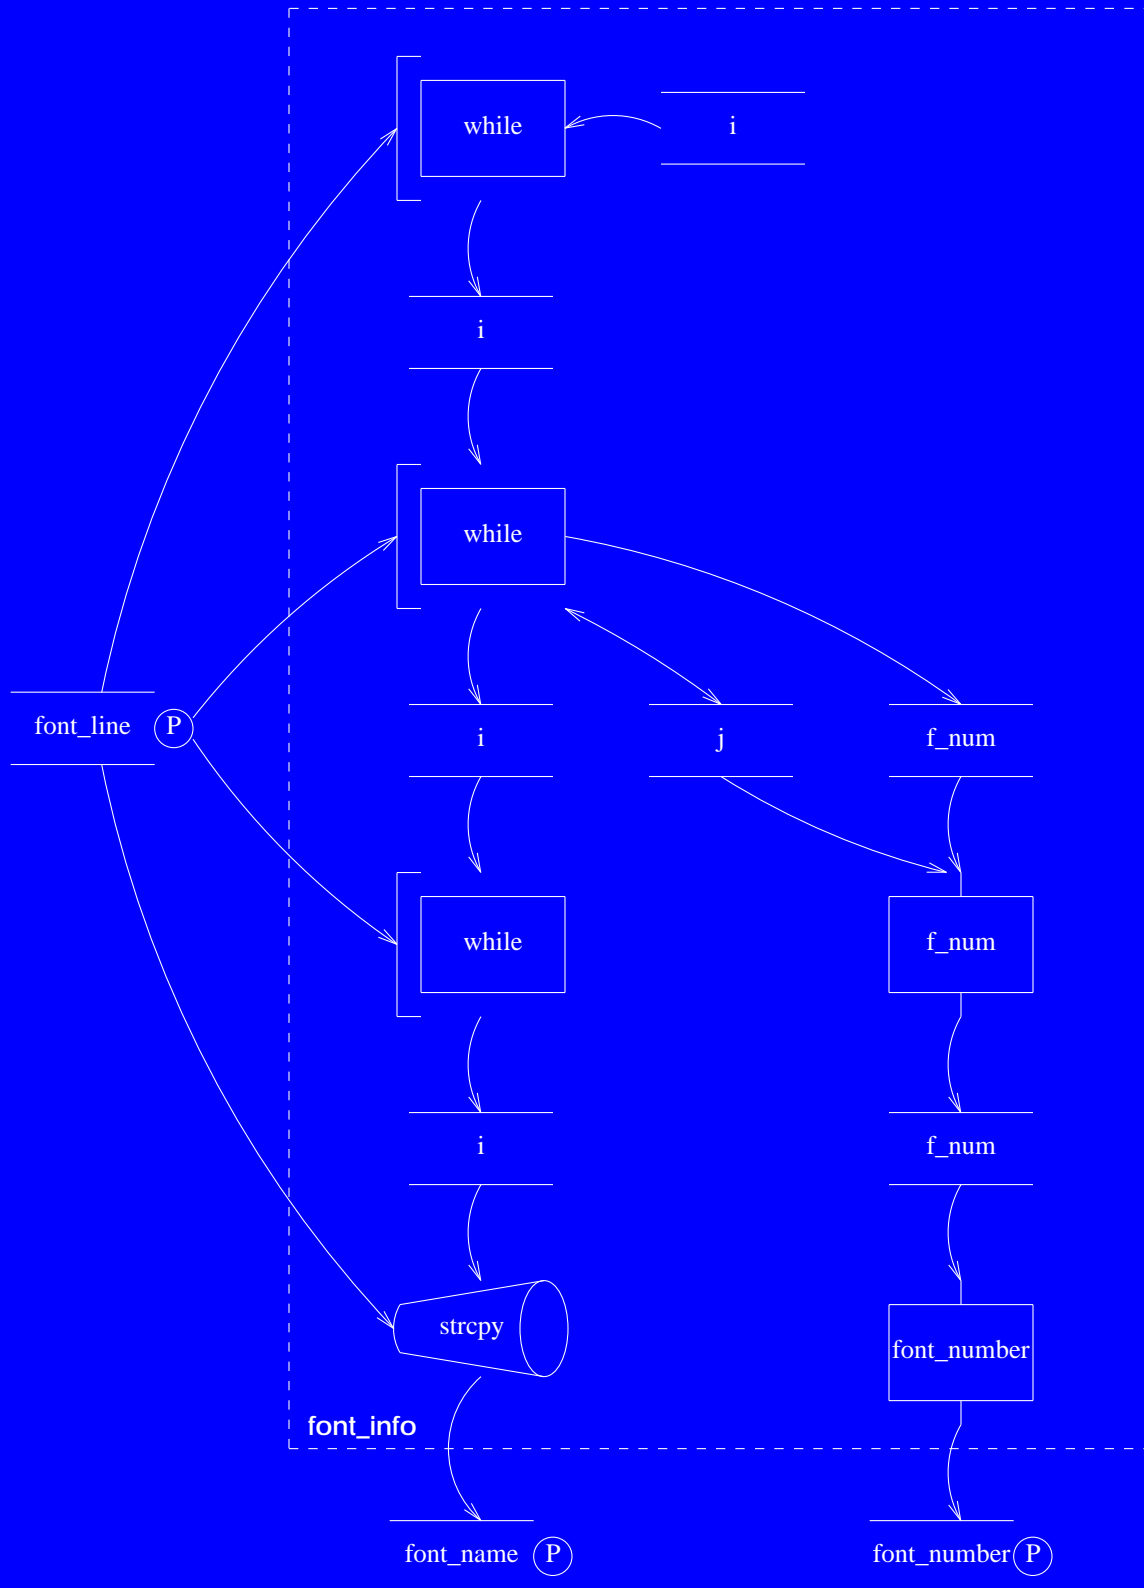 while
i
i
while
font_line
P
i
j
f_num
while
f_num
i
f_num
strcpy
font_number
font_info
font_name
P
font_number
P